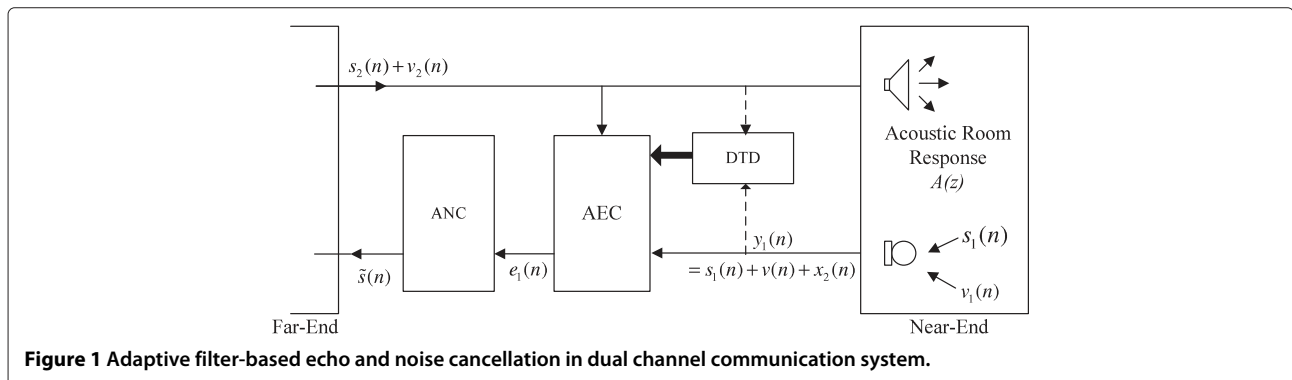 s₂(n) + v₂(n)
Acoustic Room
Response
A(z)
DTD
ANC
AEC
y₁(n)
= s₁(n) + v(n) + x₂(n)
s₁(n)
v₁(n)
e₁(n)
s̃(n)
Far-End
Near-End
Figure 1 Adaptive filter-based echo and noise cancellation in dual channel communication system.